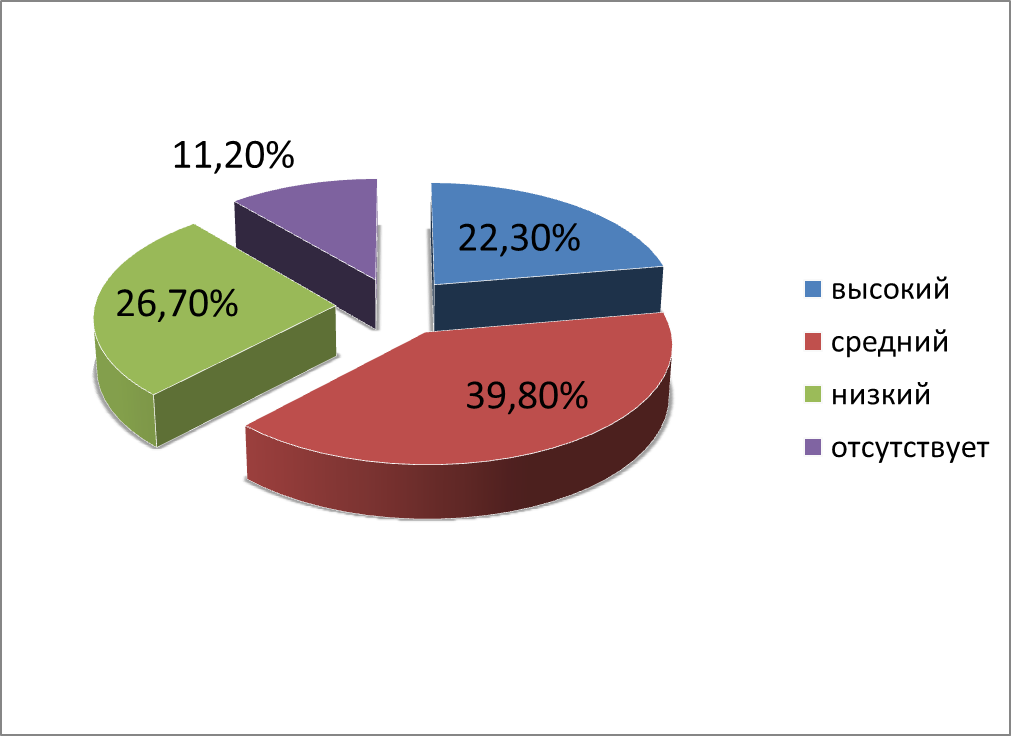 11,20%
22,30%
26,70%
39,80%
высокий
средний
низкий
отсутствует